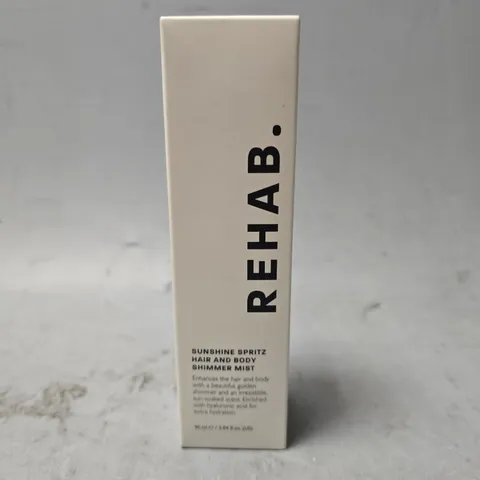 REHAB.
SUNSHINE SPRITZ
HAIR AND BODY
SHIMMER MIST
Enhances the hair and body
with a beautiful golden
shimmer and an irresistible,
sun-soaked scent. Enriched
with hyaluronic acid for
extra hydration.